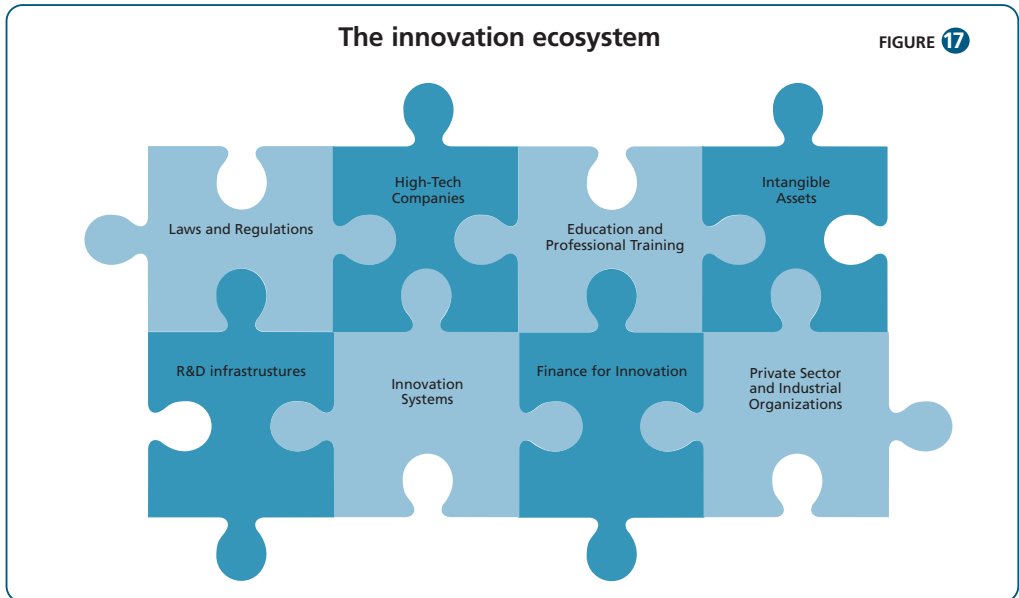 The innovation ecosystem
FIGURE 17
Laws and Regulations
High-Tech
Companies
Education and
Professional Training
Intangible
Assets
R&D infrastrustures
Innovation
Systems
Finance for Innovation
Private Sector
and Industrial
Organizations